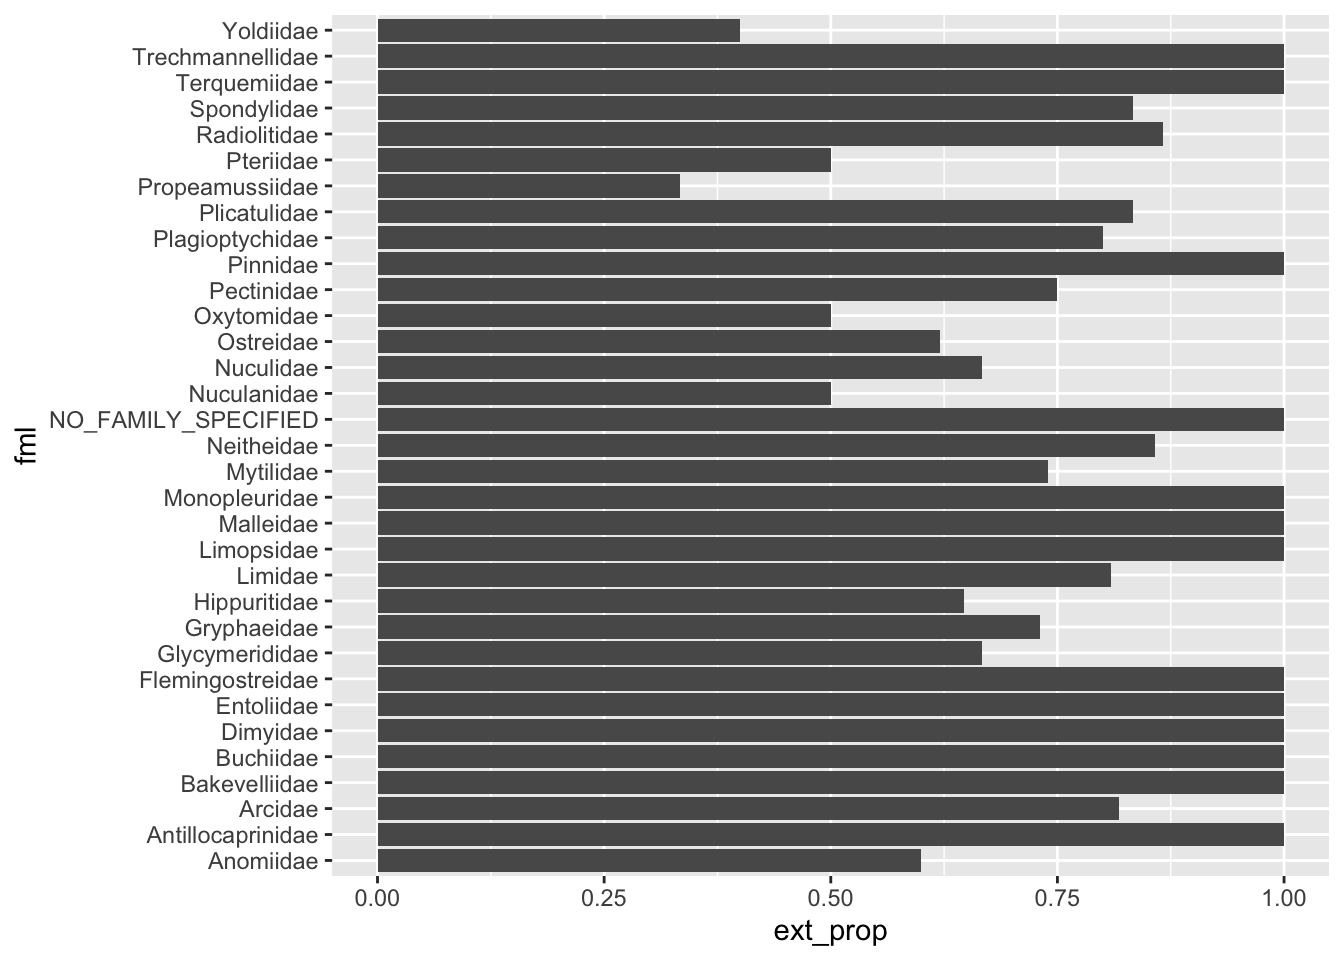 Yoldiidae
Trechmannellidae
Terquemiidae
Spondylidae
Radiolitidae
Pteriidae
Propeamussiidae
Plicatulidae
Plagioptychidae
Pinnidae
Pectinidae
Oxytomidae
Ostreidae
Nuculidae
Nuculanidae
NO_FAMILY_SPECIFIED
Neitheidae
Mytilidae
Monopleuridae
Malleidae
Limopsidae
Limidae
Hippuritidae
Gryphaeidae
Glycymerididae
Flemingostreidae
Entoliidae
Dimyidae
Buchiidae
Bakevelliidae
Arcidae
Antillocaprinidae
Anomiidae
fml
0.00 0.25 0.50 0.75 1.00
ext_prop